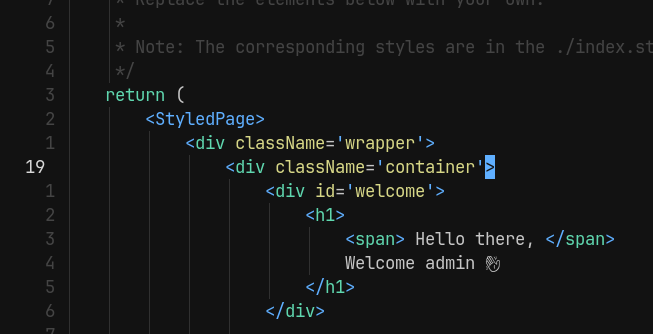 7 * Replace the elements below with your own.
6 *
5 * Note: The corresponding styles are in the ./index.st
4 */
3 return (
2 <StyledPage>
1 <div className='wrapper'>
19 <div className='container'>
1 <div id='welcome'>
2 <h1>
3 <span> Hello there, </span>
4 Welcome admin 👋
5 </h1>
6 </div>
7